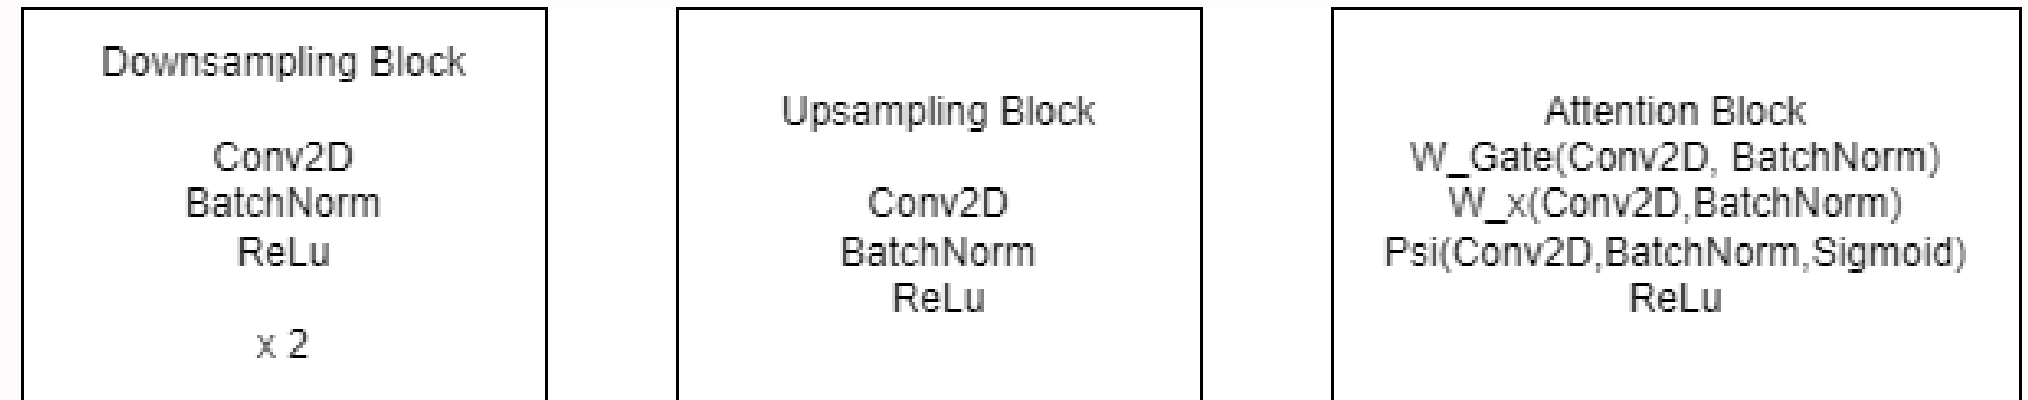 Downsampling Block
Conv2D
BatchNorm
ReLu
x 2
Upsampling Block
Conv2D
BatchNorm
ReLu
Attention Block
W_Gate(Conv2D, BatchNorm)
W_x(Conv2D,BatchNorm)
Psi(Conv2D,BatchNorm,Sigmoid)
ReLu